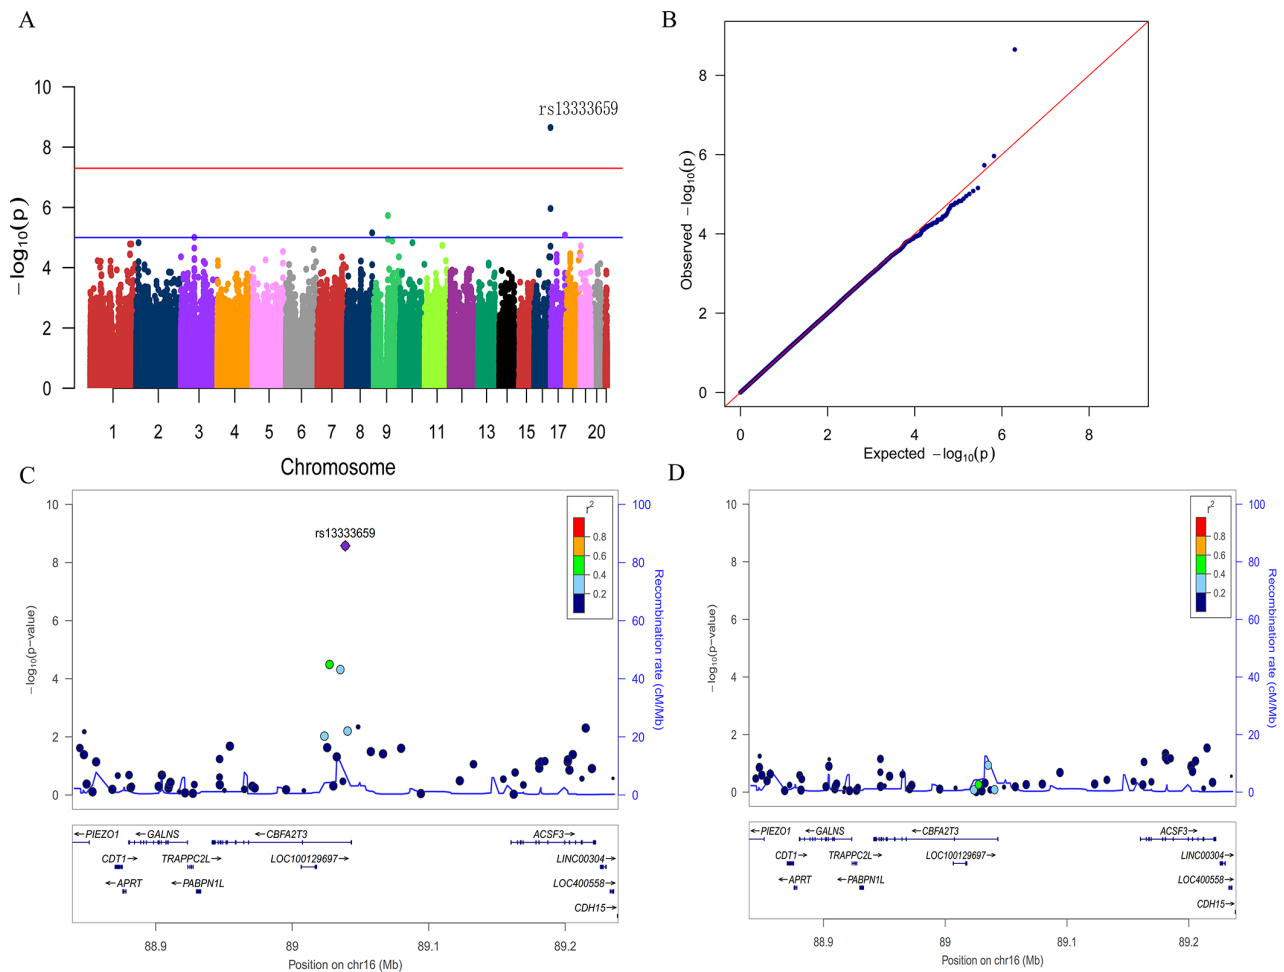 A
10
8
6
4
2
0
−log10(p)
rs13333659
1 2 3 4 5 6 7 8 9 11 13 15 17 20
Chromosome
B
8
6
4
2
0
Observed −log10(p)
0 2 4 6 8
Expected −log10(p)
C
10
8
6
4
2
0
−log10(p−value)
rs13333659
r2
0.8
0.6
0.4
0.2
100
80
60
40
20
0
Recombination rate (cM/Mb)
←PIEZO1 ←GALNS ←CBFA2T3 ACSF3→
CDT1→ TRAPPC2L→ LOC100129697→ LINC00304→
←APRT ←PABPN1L LOC400558→
CDH15→
88.9 89 89.1 89.2
Position on chr16 (Mb)
D
10
8
6
4
2
0
−log10(p−value)
r2
0.8
0.6
0.4
0.2
100
80
60
40
20
0
Recombination rate (cM/Mb)
←PIEZO1 ←GALNS ←CBFA2T3 ACSF3→
CDT1→ TRAPPC2L→ LOC100129697→ LINC00304→
←APRT ←PABPN1L LOC400558→
CDH15→
88.9 89 89.1 89.2
Position on chr16 (Mb)